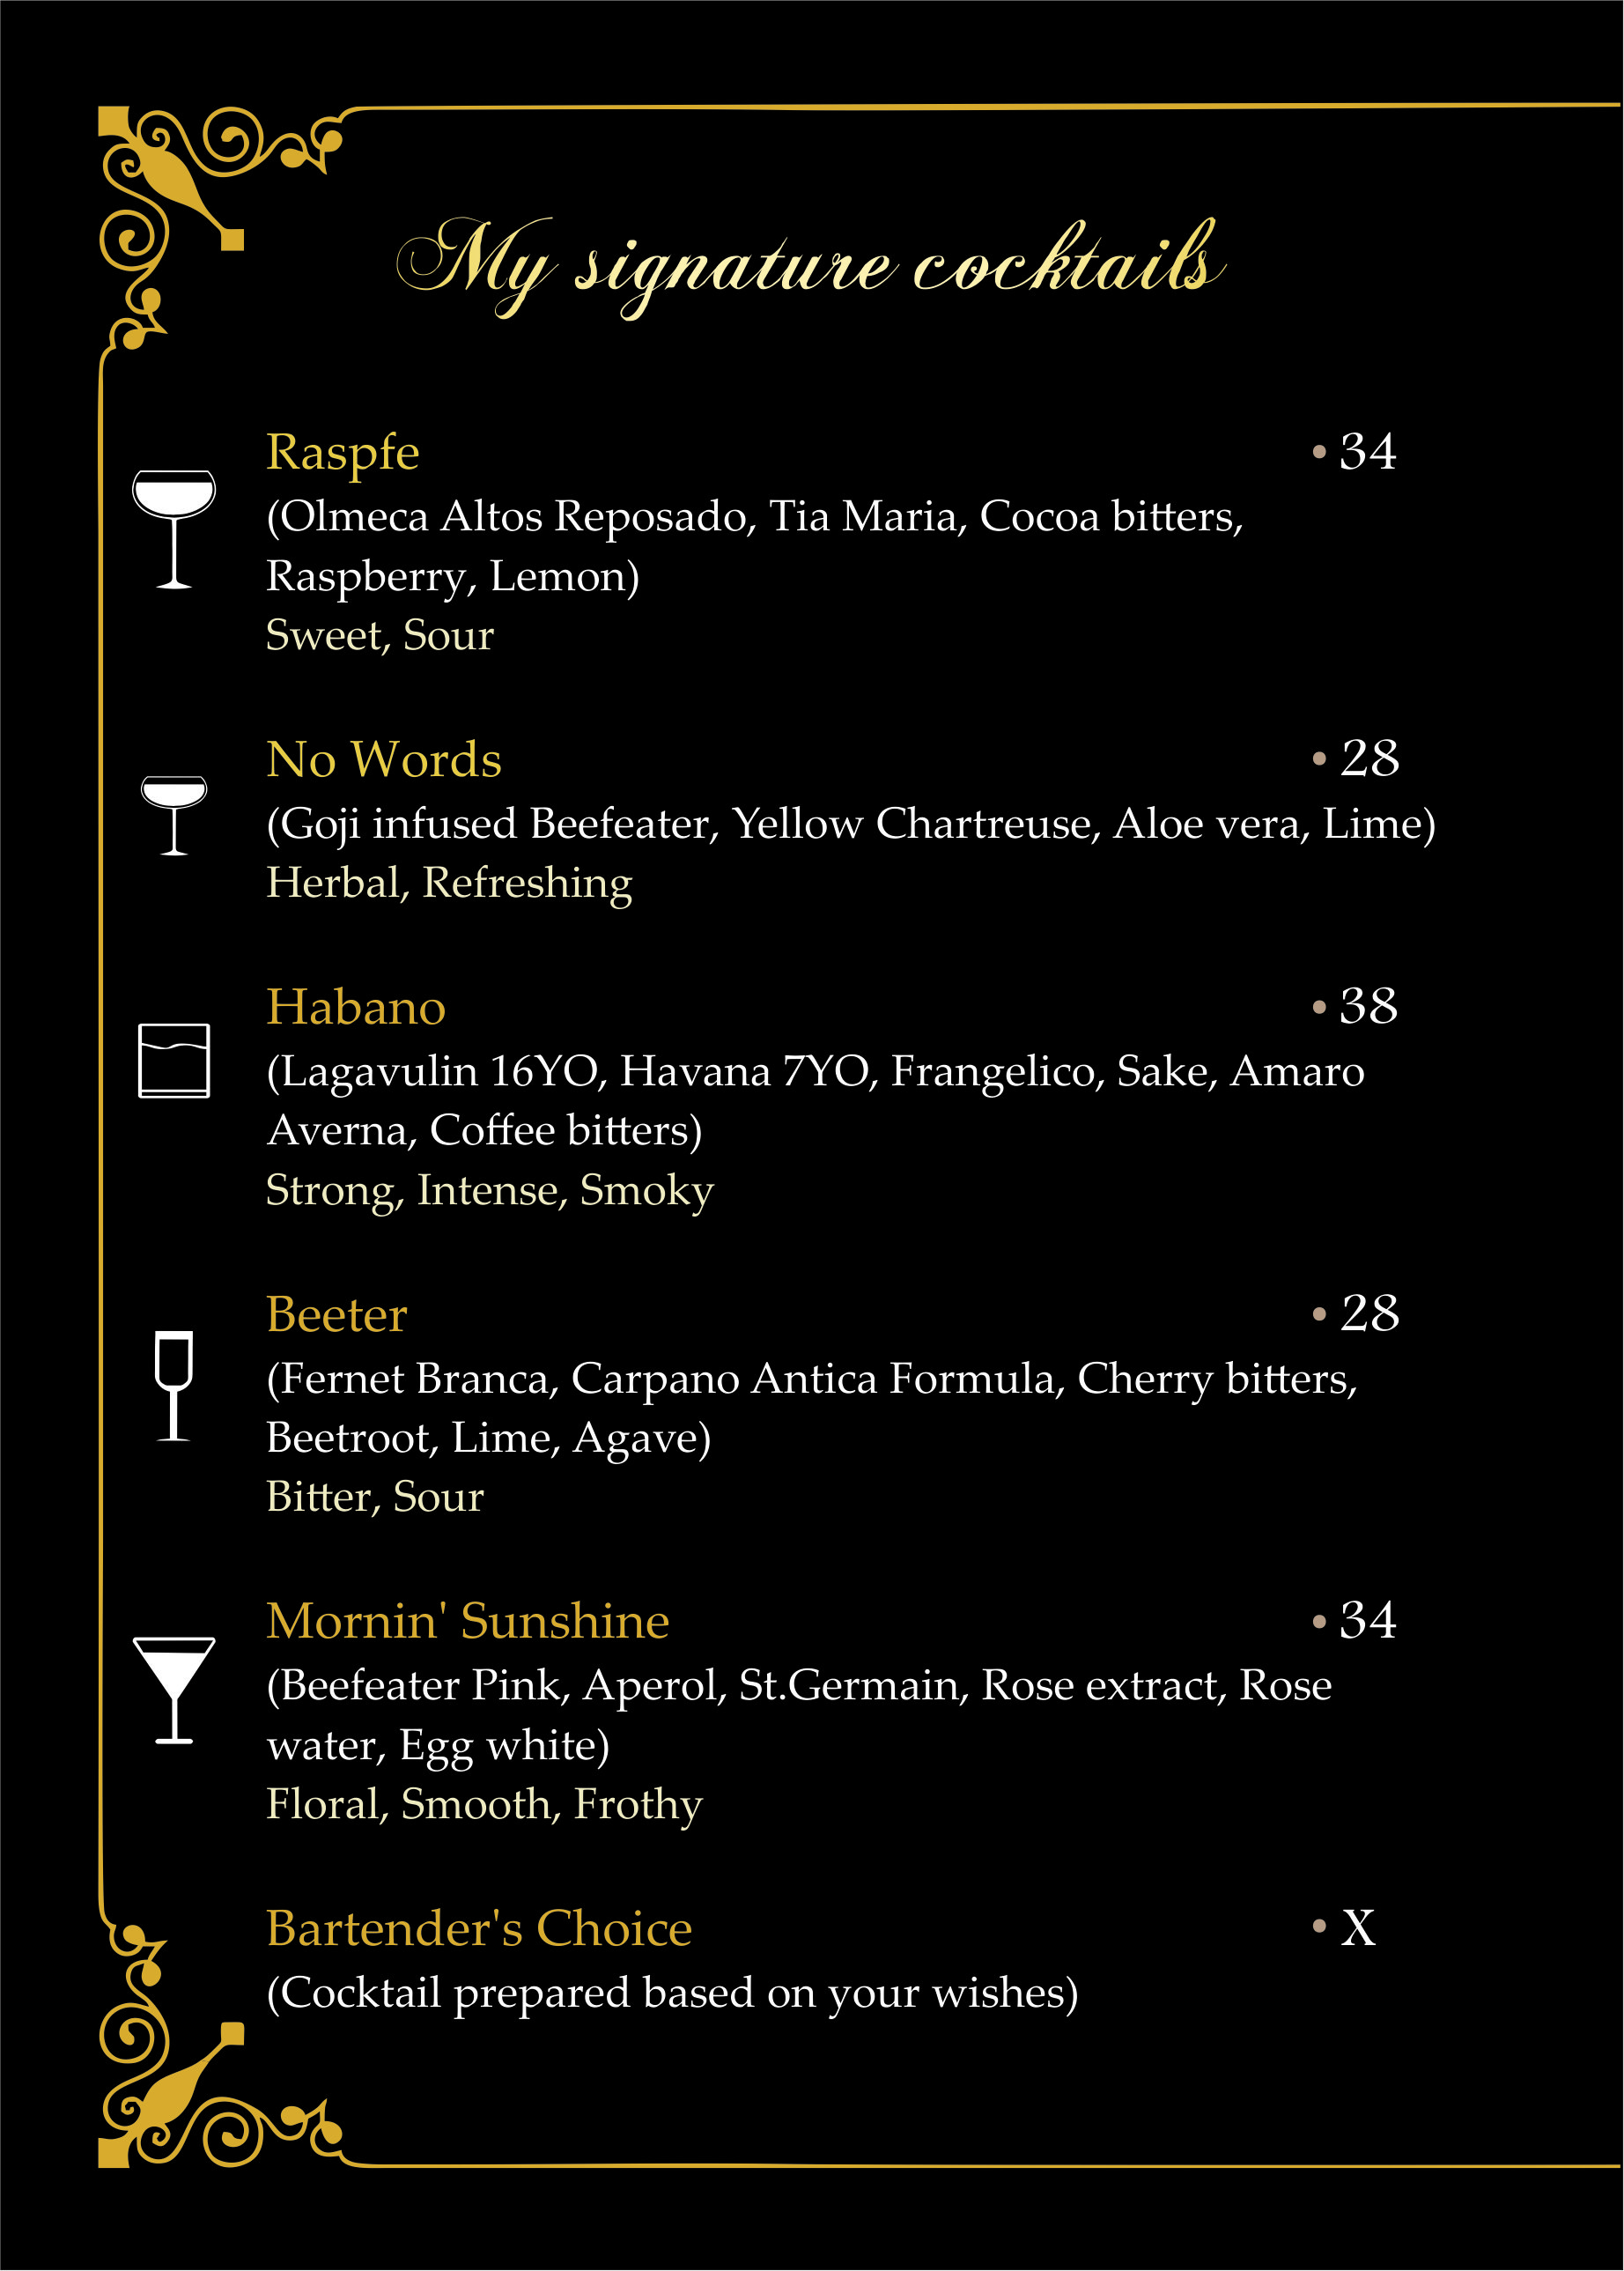 My signature cocktails
Raspfe • 34
(Olmeca Altos Reposado, Tia Maria, Cocoa bitters,
Raspberry, Lemon)
Sweet, Sour
No Words • 28
(Goji infused Beefeater, Yellow Chartreuse, Aloe vera, Lime)
Herbal, Refreshing
Habano • 38
(Lagavulin 16YO, Havana 7YO, Frangelico, Sake, Amaro
Averna, Coffee bitters)
Strong, Intense, Smoky
Beeter • 28
(Fernet Branca, Carpano Antica Formula, Cherry bitters,
Beetroot, Lime, Agave)
Bitter, Sour
Mornin' Sunshine • 34
(Beefeater Pink, Aperol, St.Germain, Rose extract, Rose
water, Egg white)
Floral, Smooth, Frothy
Bartender's Choice • X
(Cocktail prepared based on your wishes)